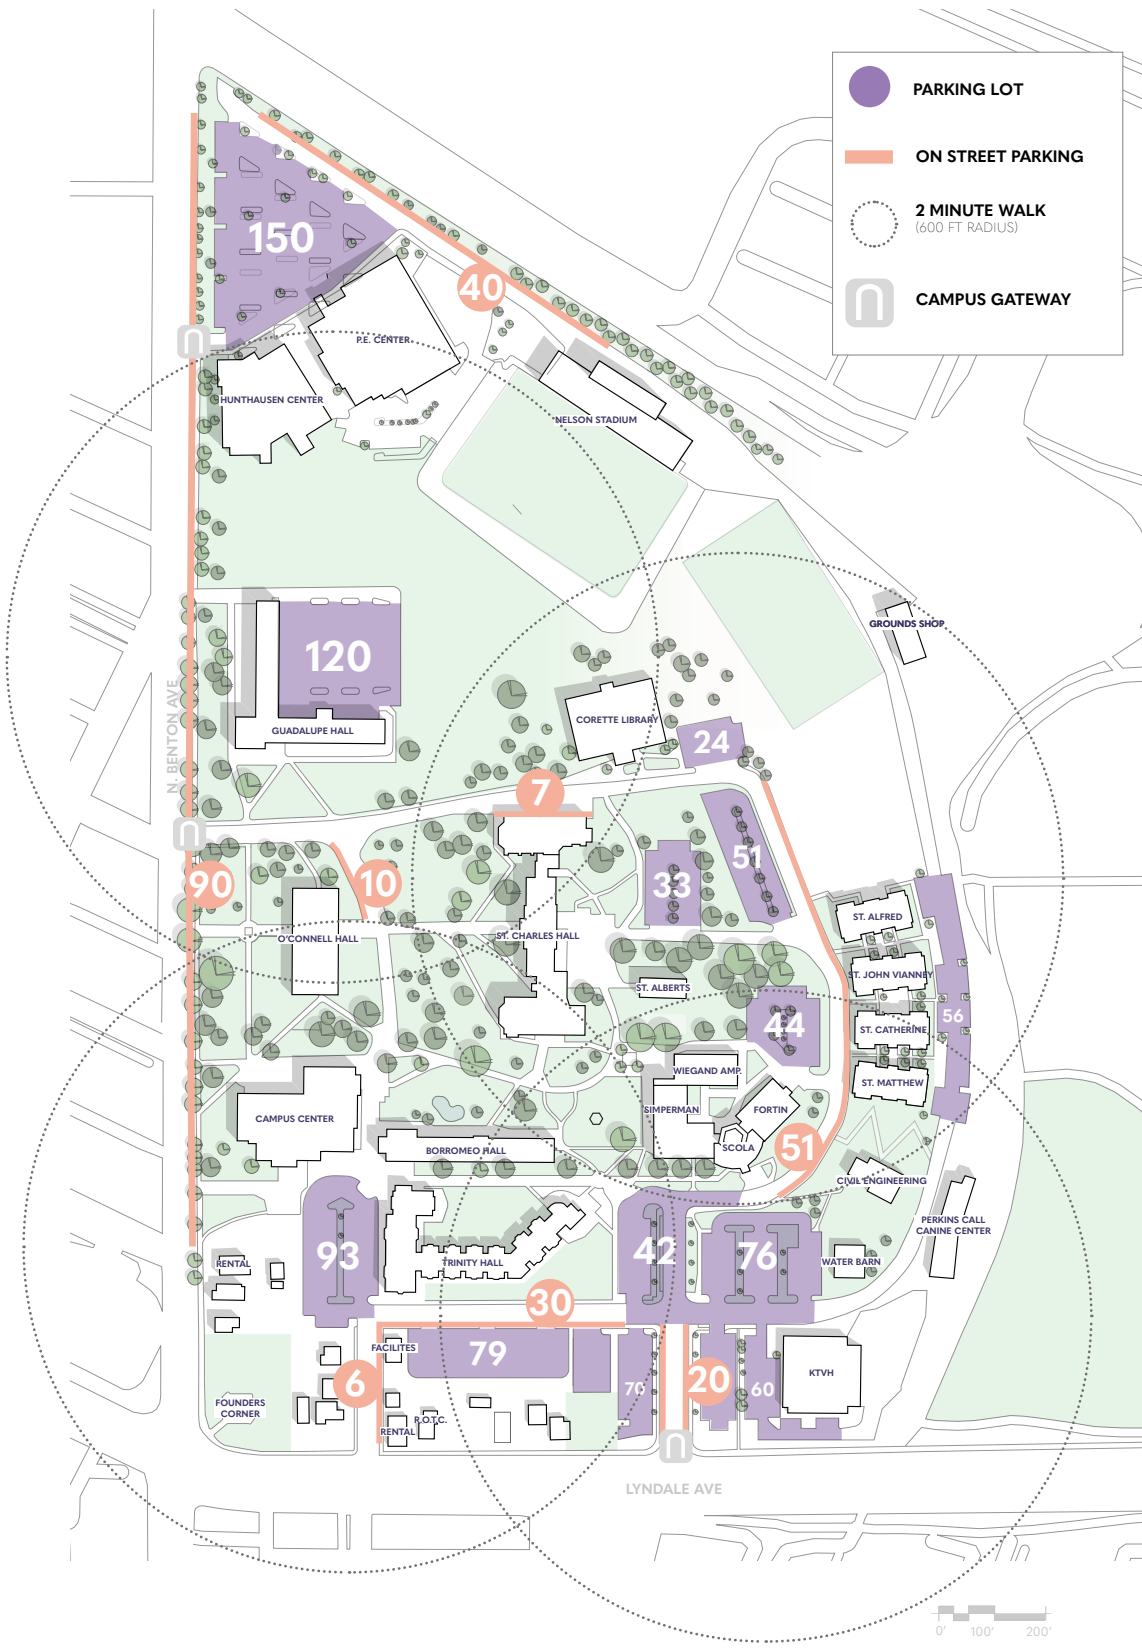 PARKING LOT
ON STREET PARKING
2 MINUTE WALK
(600 FT RADIUS)
CAMPUS GATEWAY
150
40
P.E. CENTER
HUNTHAUSEN CENTER
NELSON STADIUM
GROUNDS SHOP
120
N. BENTON AVE
GUADALUPE HALL
CORETTE LIBRARY
24
7
51
90
10
33
ST. ALFRED
O'CONNELL HALL
ST. CHARLES HALL
ST. JOHN VIANNEY
ST. ALBERTS
44
56
ST. CATHERINE
WIEGAND AMP.
ST. MATTHEW
SIMPERMAN
FORTIN
CAMPUS CENTER
BORROMEO HALL
SCOLA
51
CIVIL ENGINEERING
PERKINS CALL
CANINE CENTER
93
42
76
RENTAL
TRINITY HALL
WATER BARN
30
FACILITES
79
6
70
20
60
KTVH
FOUNDERS
CORNER
R.O.T.C.
RENTAL
LYNDALE AVE
0'
100'
200'